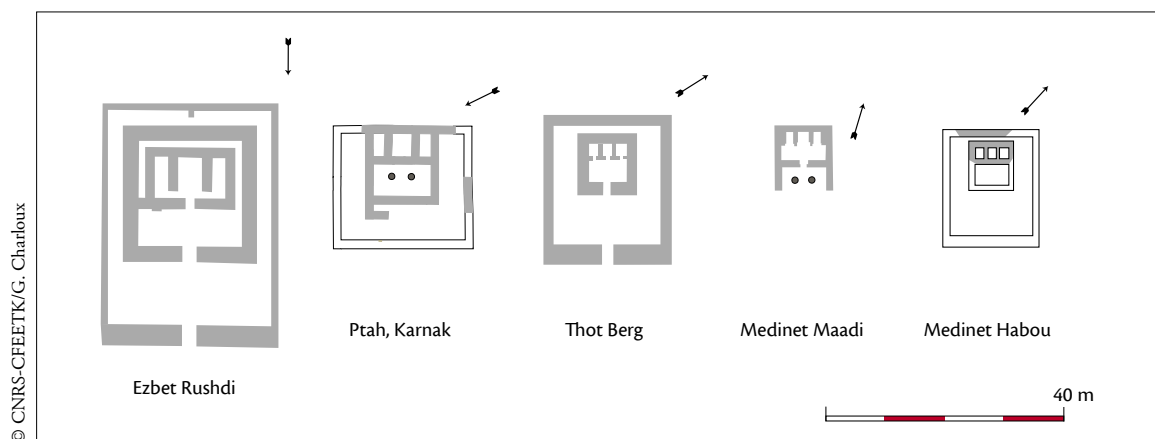 © CNRS-CFEETK/G. Charloux
Ezbet Rushdi
Ptah, Karnak
Thot Berg
Medinet Maadi
Medinet Habou
40 m